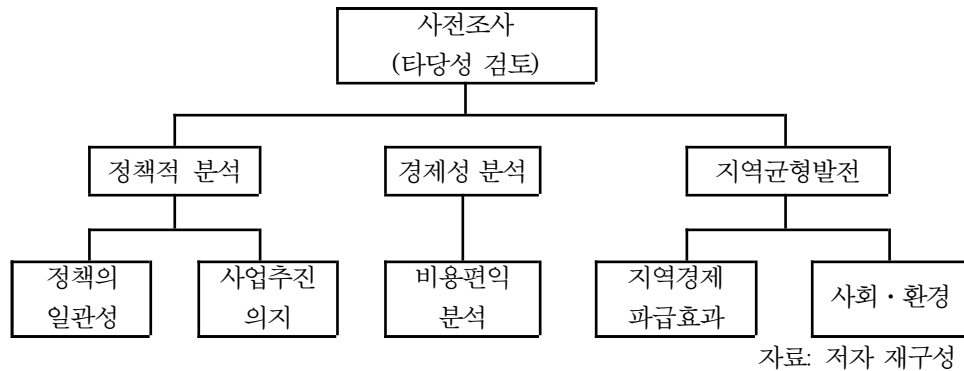 사전조사
(타당성 검토)
정책적 분석
경제성 분석
지역균형발전
정책의
일관성
사업추진
의지
비용편익
분석
지역경제
파급효과
사회・환경
자료: 저자 재구성